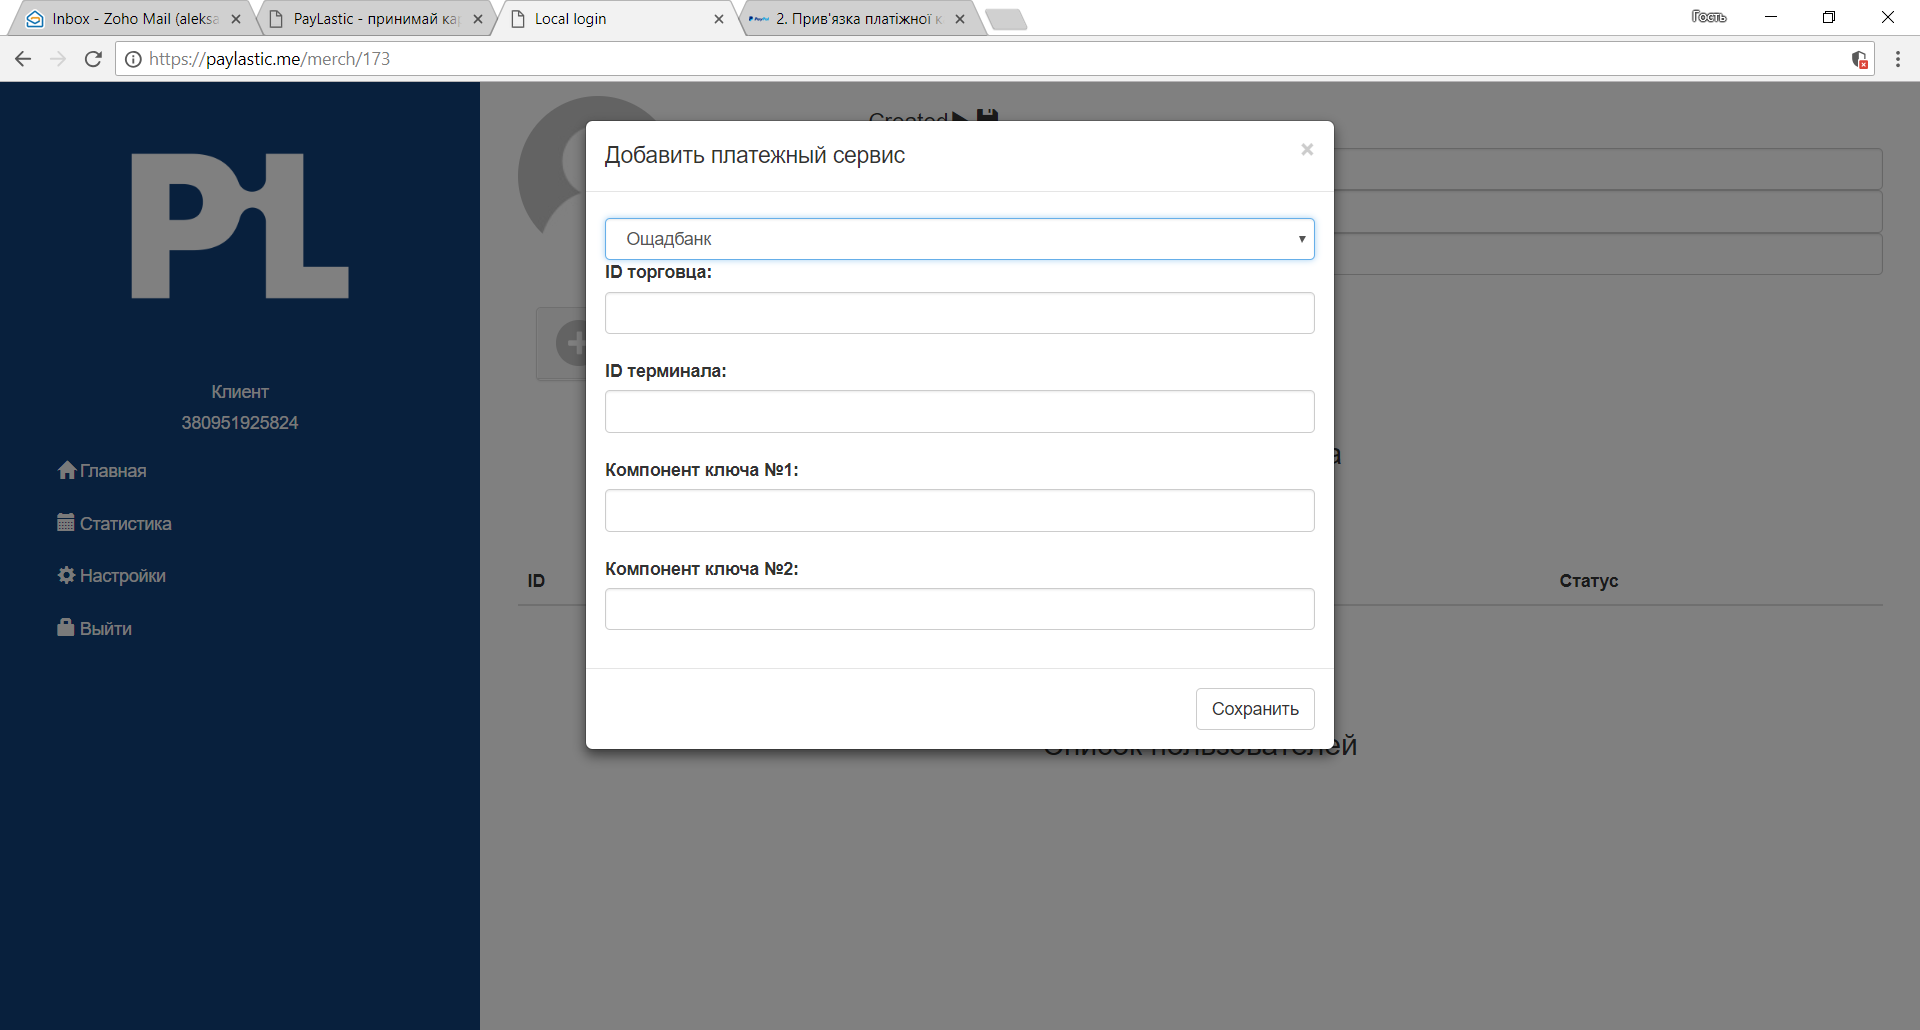 Inbox - Zoho Mail (aleksa
PayLastic - принимай ка
Local login
PayPal 2. Прив'язка платіжної к
Гость
https://paylastic.me/merch/173
PL
Created
Добавить платежный сервис
×
Ощадбанк
ID торговца:
ID терминала:
Компонент ключа №1:
Компонент ключа №2:
Сохранить
Клиент
380951925824
Главная
Статистика
Настройки
Выйти
ID
Статус
Список пользователей